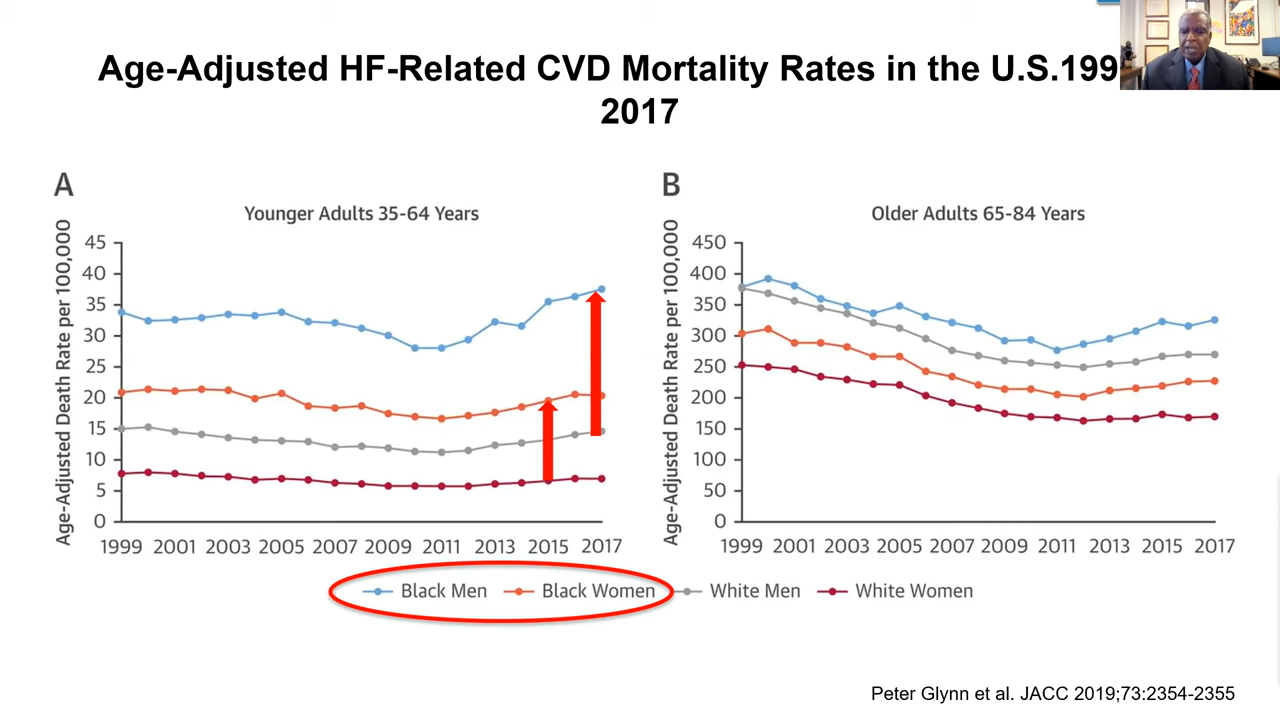 Age-Adjusted HF-Related CVD Mortality Rates in the U.S.199
2017
A
B
Younger Adults 35-64 Years
Older Adults 65-84 Years
Age-Adjusted Death Rate per 100,000
45
40
35
30
25
20
15
10
5
0
1999 2001 2003 2005 2007 2009 2011 2013 2015 2017
Age-Adjusted Death Rate per 100,000
450
400
350
300
250
200
150
100
50
0
1999 2001 2003 2005 2007 2009 2011 2013 2015 2017
Black Men Black Women White Men White Women
Peter Glynn et al. JACC 2019;73:2354-2355